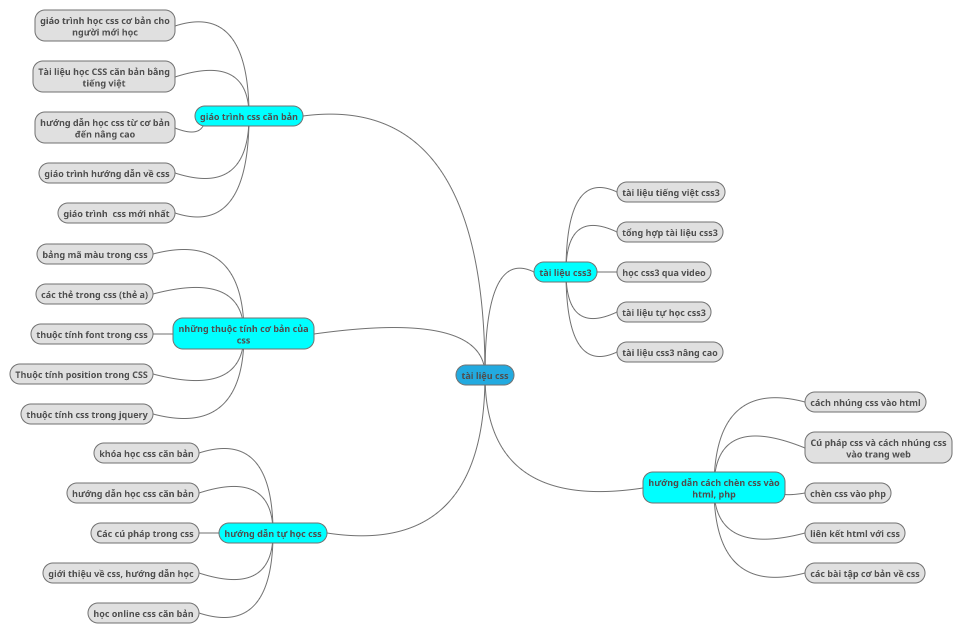 giáo trình học css cơ bản cho
người mới học
Tài liệu học CSS căn bản bằng
tiếng việt
giáo trình css căn bản
hướng dẫn học css từ cơ bản
đến nâng cao
giáo trình hướng dẫn về css
giáo trình  css mới nhất
bảng mã màu trong css
các thẻ trong css (thẻ a)
những thuộc tính cơ bản của
css
thuộc tính font trong css
Thuộc tính position trong CSS
thuộc tính css trong jquery
khóa học css căn bản
hướng dẫn học css căn bản
Các cú pháp trong css
hướng dẫn tự học css
giới thiệu về css, hướng dẫn học
học online css căn bản
tài liệu css
tài liệu css3
tài liệu tiếng việt css3
tổng hợp tài liệu css3
học css3 qua video
tài liệu tự học css3
tài liệu css3 nâng cao
hướng dẫn cách chèn css vào
html, php
cách nhúng css vào html
Cú pháp css và cách nhúng css
vào trang web
chèn css vào php
liên kết html với css
các bài tập cơ bản về css